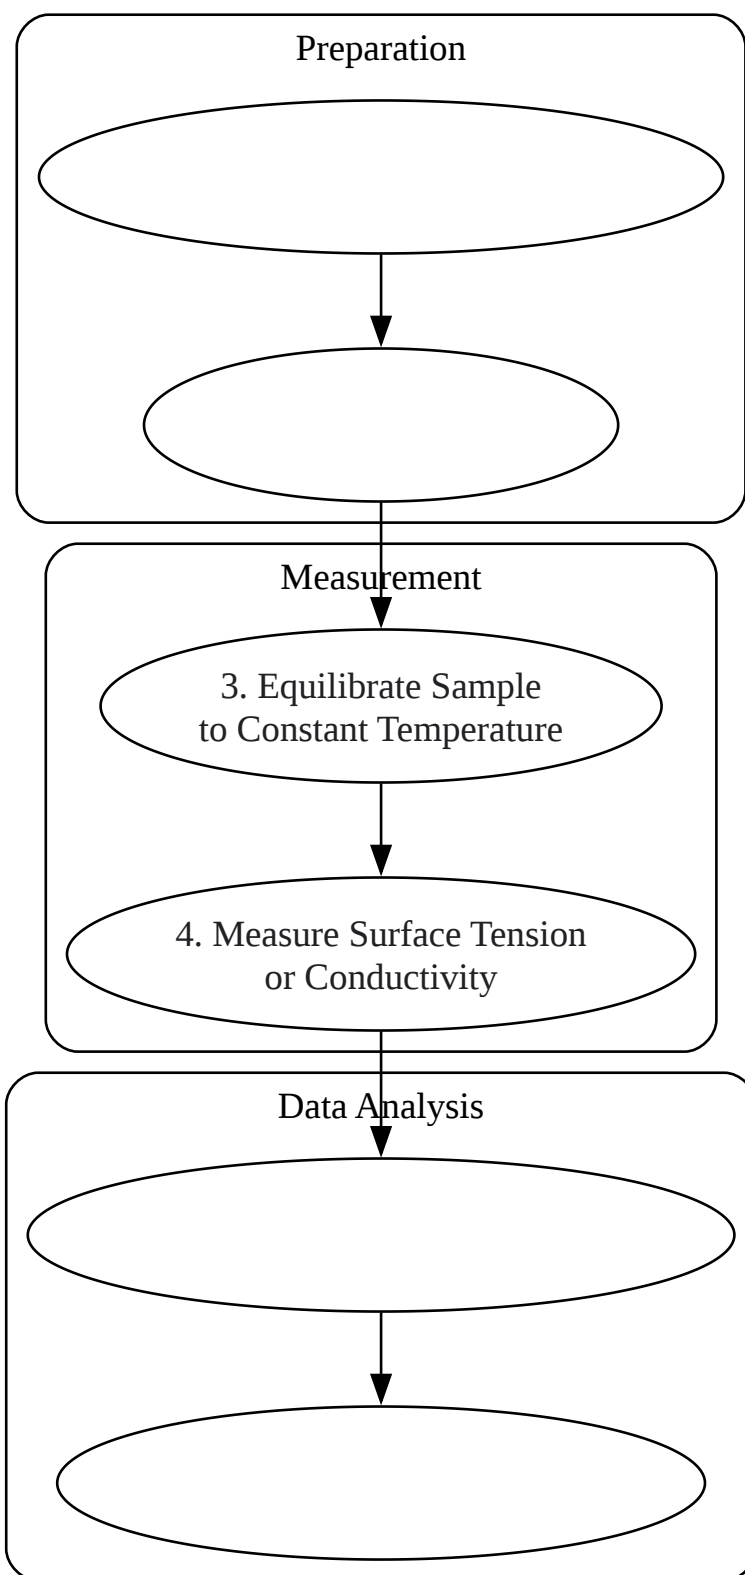 Preparation
Measurement
3. Equilibrate Sample
to Constant Temperature
4. Measure Surface Tension
or Conductivity
Data Analysis